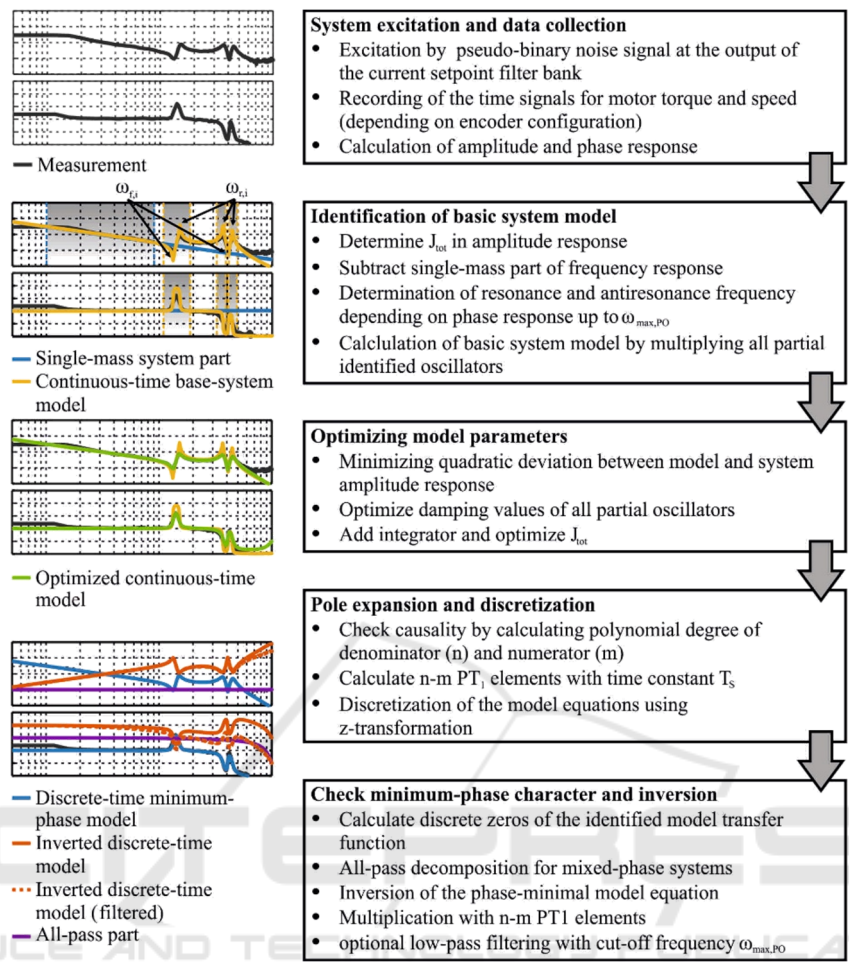 System excitation and data collection
• Excitation by pseudo-binary noise signal at the output of
the current setpoint filter bank
• Recording of the time signals for motor torque and speed
(depending on encoder configuration)
• Calculation of amplitude and phase response
Measurement
ω_f,i
ω_r,i
Identification of basic system model
• Determine J_tot in amplitude response
• Subtract single-mass part of frequency response
• Determination of resonance and antiresonance frequency
depending on phase response up to ω_max,PO
• Calclulation of basic system model by multiplying all partial
identified oscillators
Single-mass system part
Continuous-time base-system
model
Optimizing model parameters
• Minimizing quadratic deviation between model and system
amplitude response
• Optimize damping values of all partial oscillators
• Add integrator and optimize J_tot
Optimized continuous-time
model
Pole expansion and discretization
• Check causality by calculating polynomial degree of
denominator (n) and numerator (m)
• Calculate n-m PT_1 elements with time constant T_S
• Discretization of the model equations using
z-transformation
Discrete-time minimum-
phase model
Inverted discrete-time
model
Inverted discrete-time
model (filtered)
All-pass part
Check minimum-phase character and inversion
• Calculate discrete zeros of the identified model transfer
function
• All-pass decomposition for mixed-phase systems
• Inversion of the phase-minimal model equation
• Multiplication with n-m PT1 elements
• optional low-pass filtering with cut-off frequency ω_max,PO